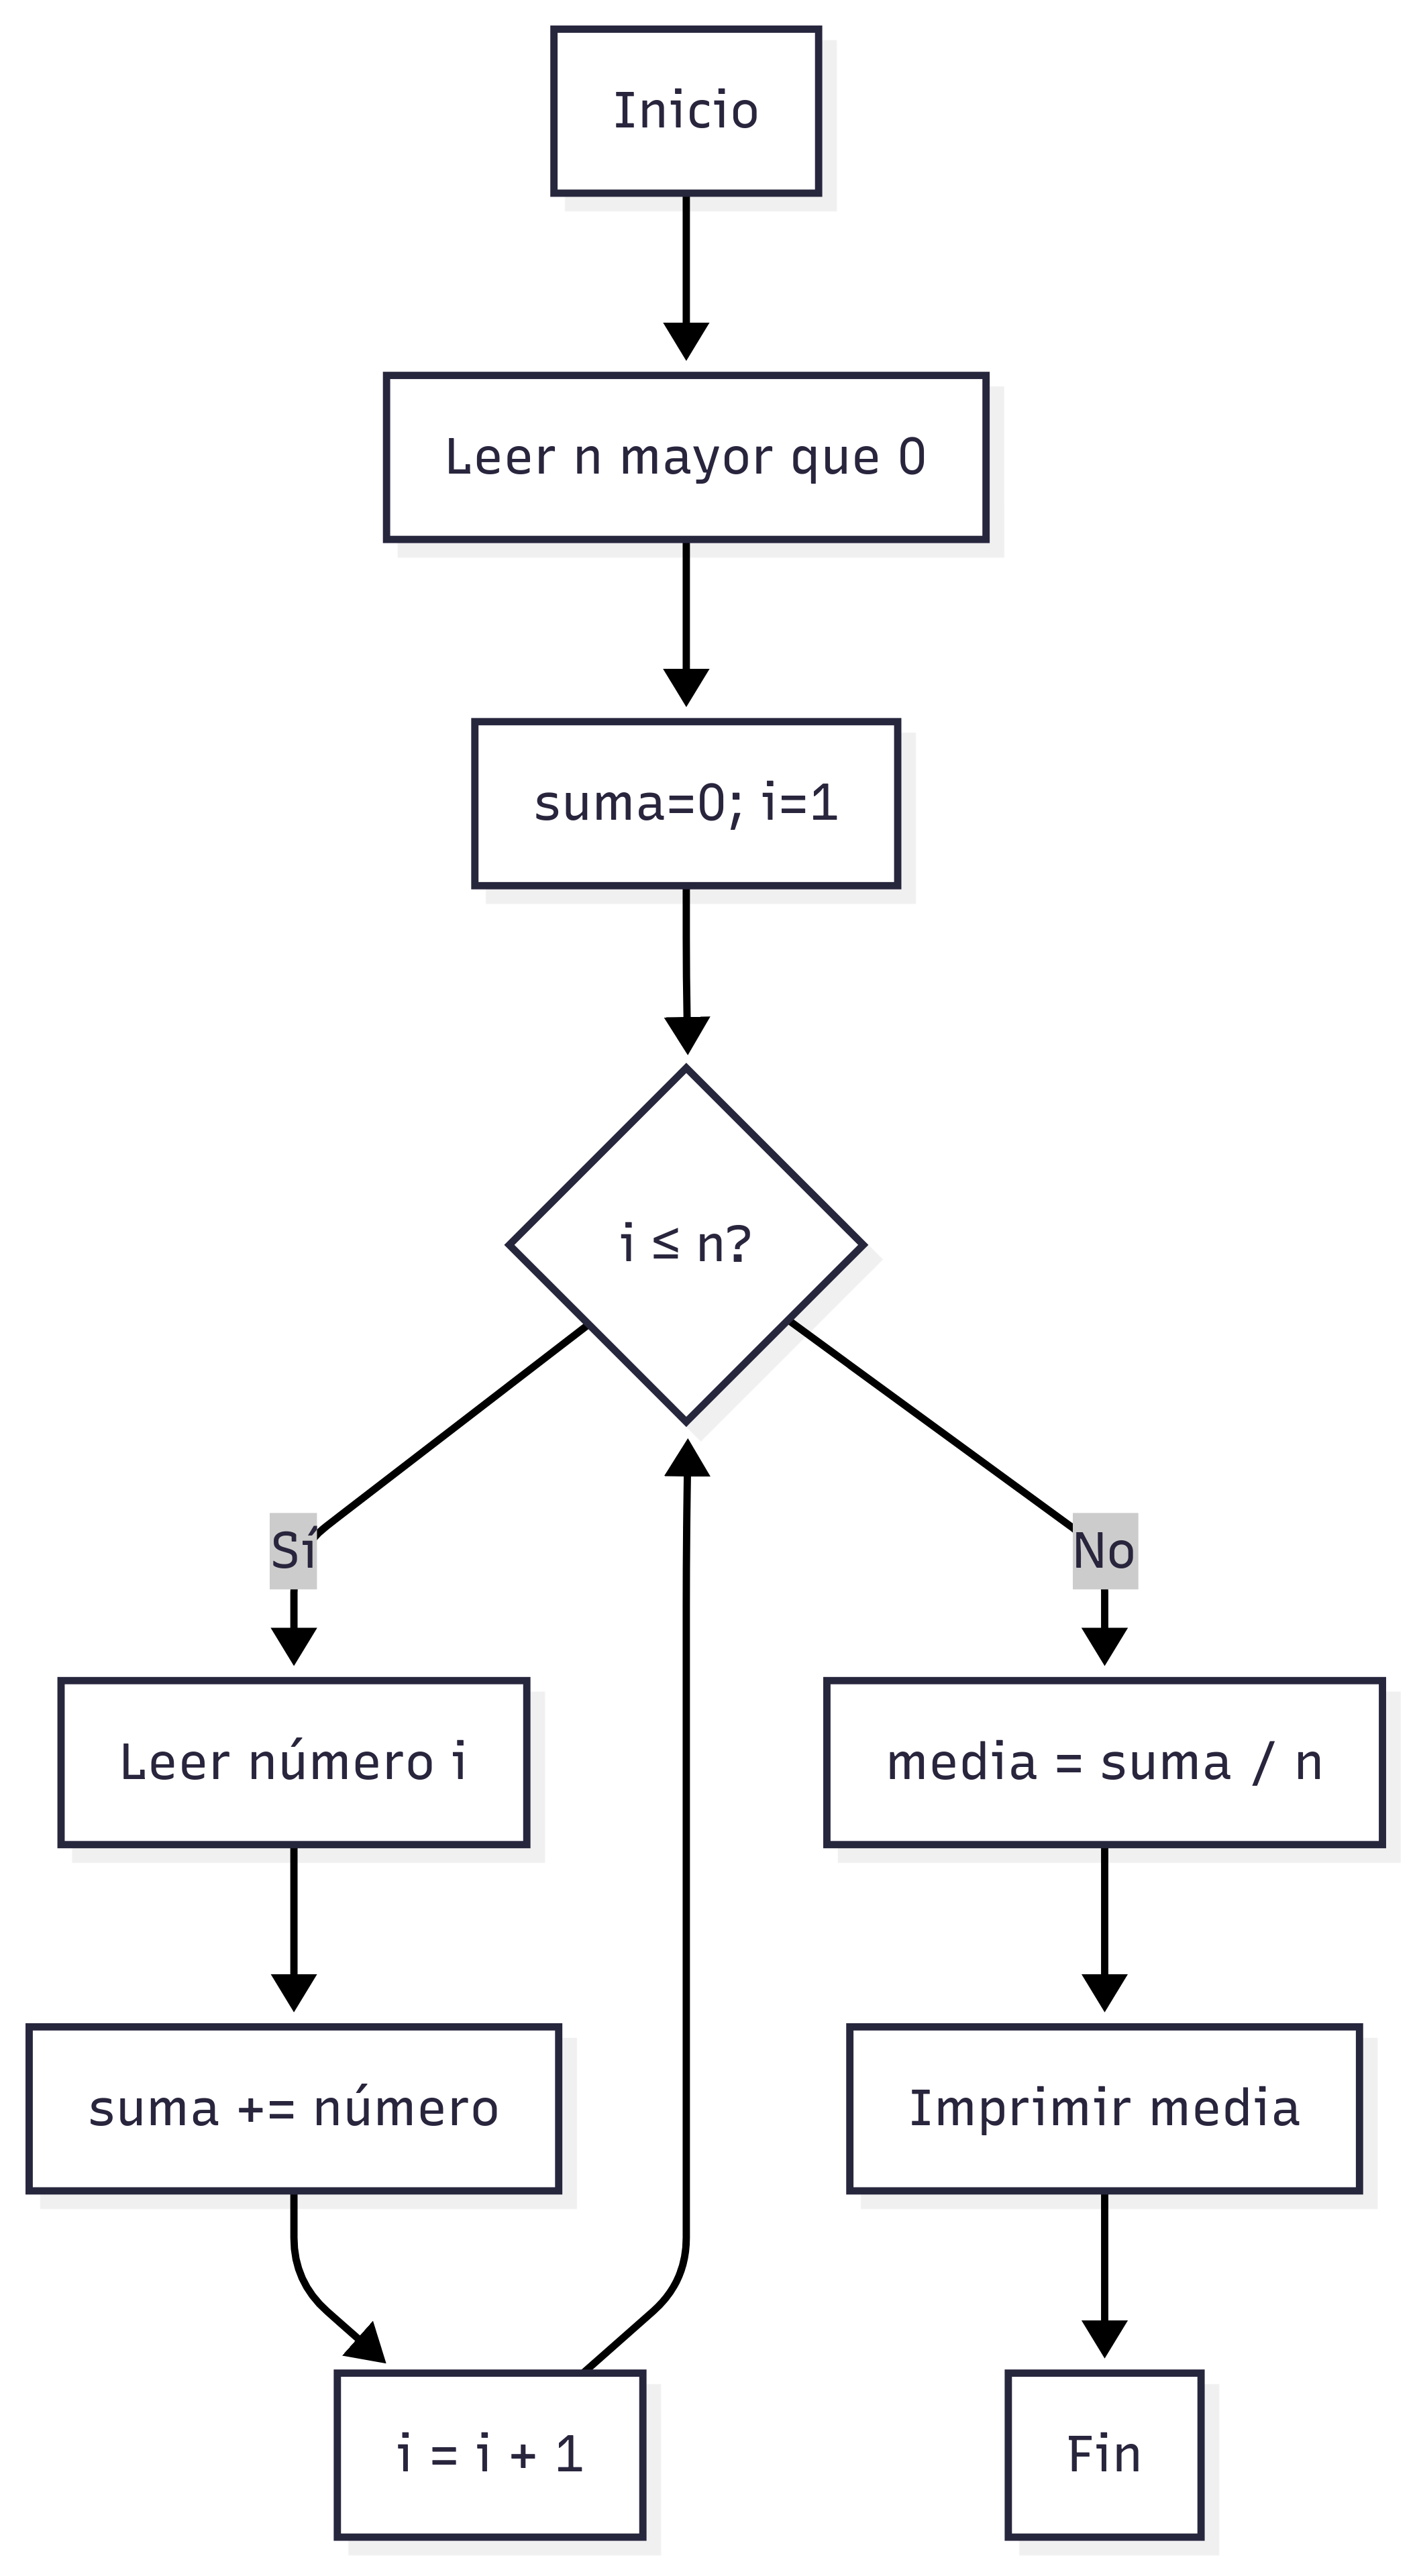 Inicio
Leer n mayor que 0
suma=0; i=1
i ≤ n?
Sí
No
Leer número i
media = suma / n
suma += número
Imprimir media
i = i + 1
Fin